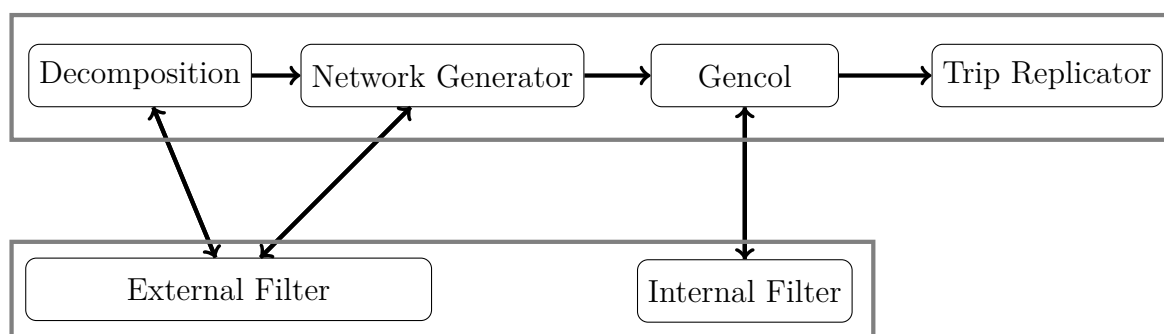 Decomposition
Network Generator
Gencol
Trip Replicator
External Filter
Internal Filter